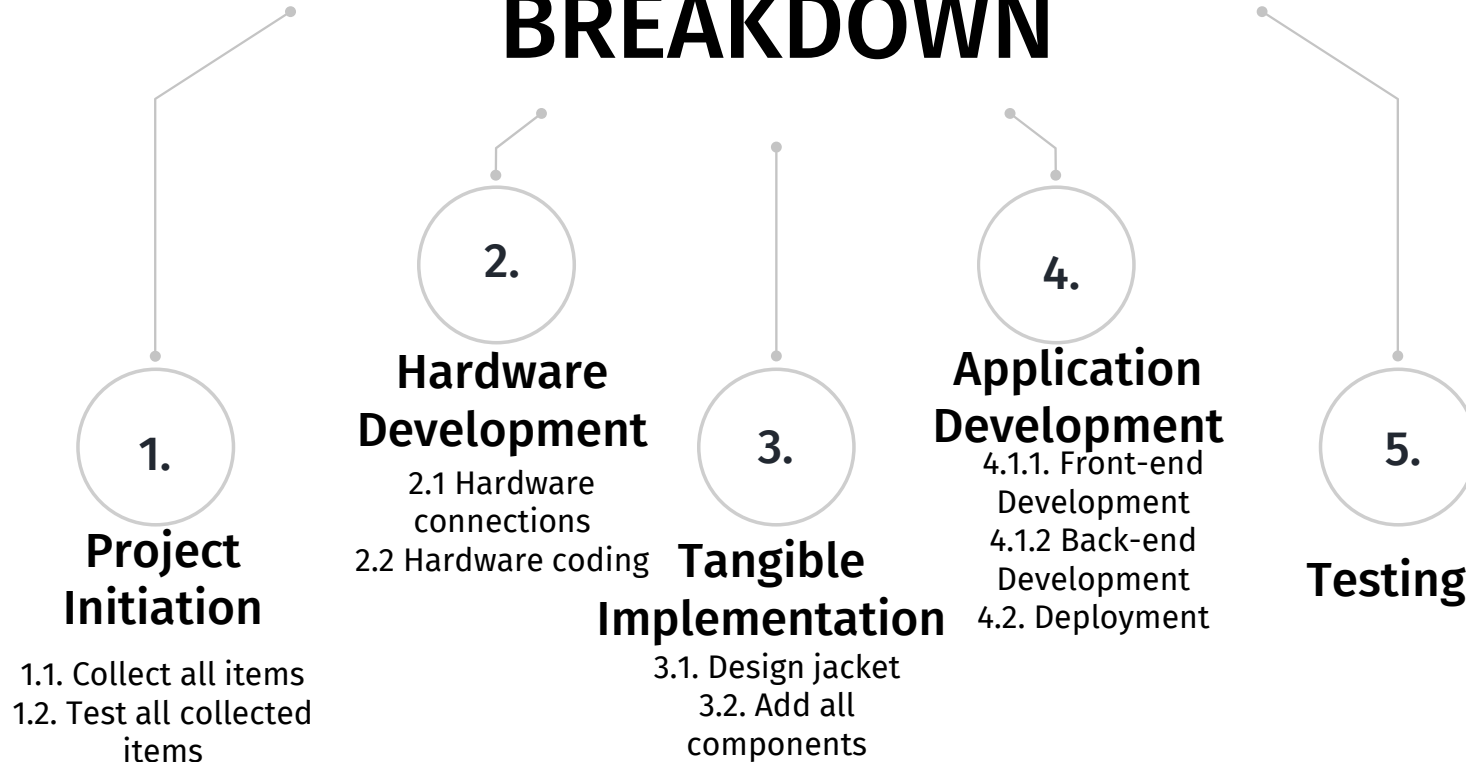 BREAKDOWN
1.
Project
Initiation
1.1. Collect all items
1.2. Test all collected
items
2.
Hardware
Development
2.1 Hardware
connections
2.2 Hardware coding
3.
Tangible
Implementation
3.1. Design jacket
3.2. Add all
components
4.
Application
Development
4.1.1. Front-end
Development
4.1.2 Back-end
Development
4.2. Deployment
5.
Testing